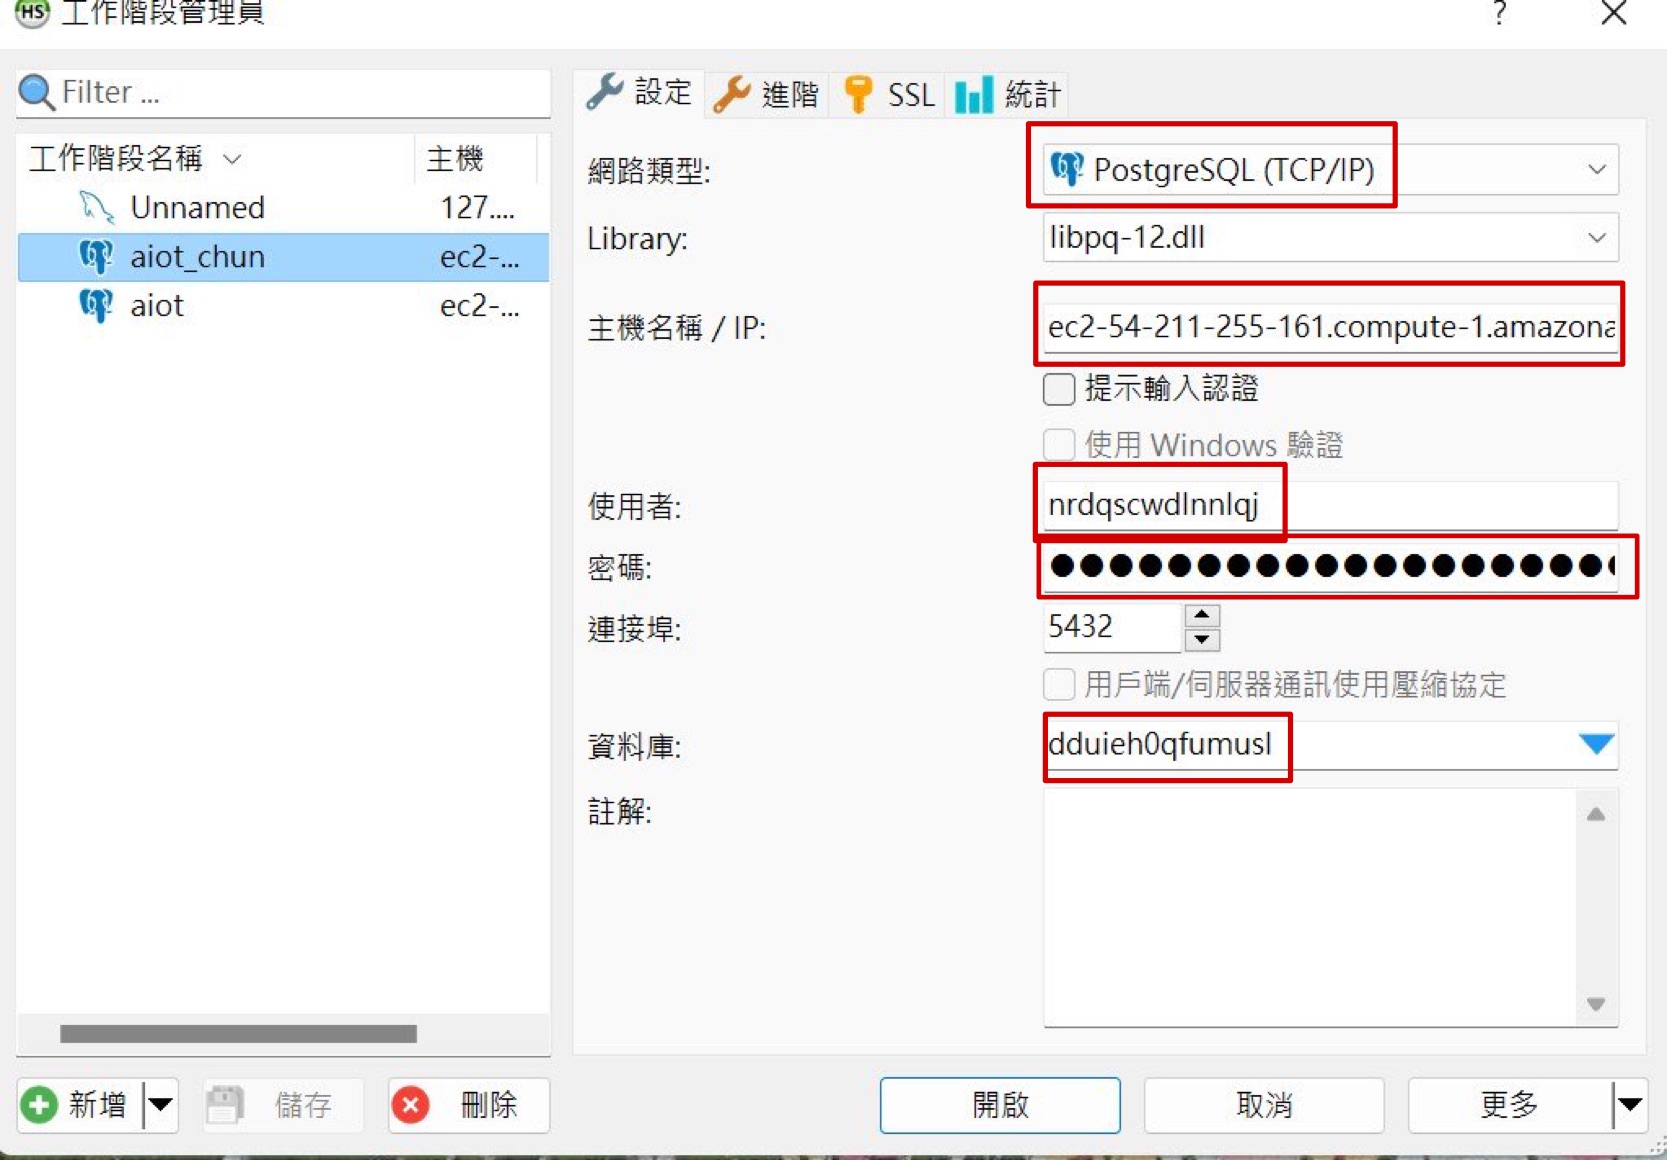 HS 工作階段管理員 ?
Filter ...
工作階段名稱 主機
Unnamed 127....
aiot_chun ec2-...
aiot ec2-...
設定 進階 SSL 統計
網路類型: PostgreSQL (TCP/IP)
Library: libpq-12.dll
主機名稱 / IP: ec2-54-211-255-161.compute-1.amazona
提示輸入認證
使用 Windows 驗證
使用者: nrdqscwdlnnlqj
密碼: ●●●●●●●●●●●●●●●●●●●●
連接埠: 5432
用戶端/伺服器通訊使用壓縮協定
資料庫: dduieh0qfumusl
註解:
新增 儲存 刪除 開啟 取消 更多